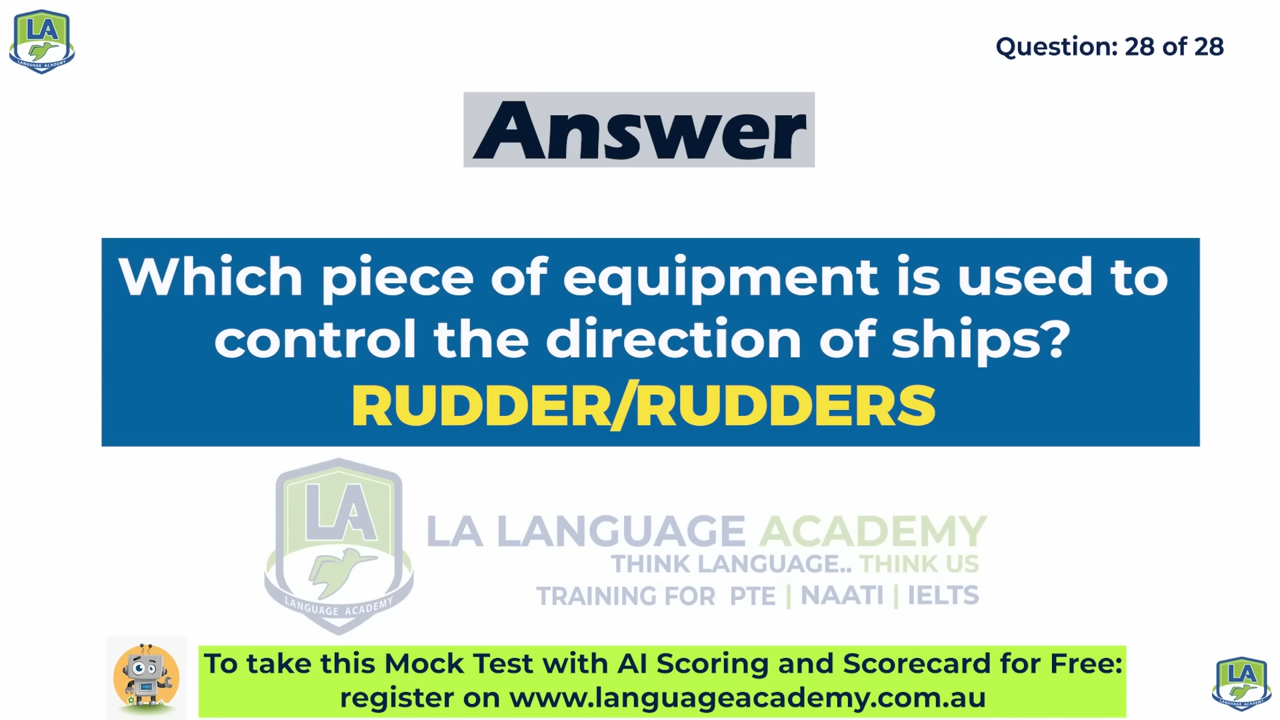 LA
LANGUAGE ACADEMY
Question: 28 of 28
Answer
Which piece of equipment is used to
control the direction of ships?
RUDDER/RUDDERS
LA
LANGUAGE ACADEMY
LA LANGUAGE ACADEMY
THINK LANGUAGE.. THINK US
TRAINING FOR PTE | NAATI | IELTS
To take this Mock Test with AI Scoring and Scorecard for Free:
register on www.languageacademy.com.au
LA
LANGUAGE ACADEMY